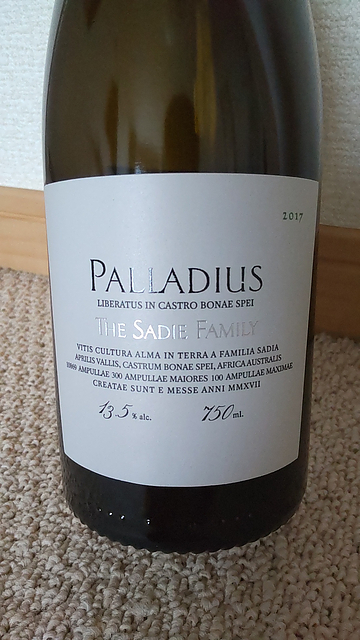 2017
PALLADIUS
LIBERATUS IN CASTRO BONAE SPEI
THE SADIE FAMILY
VITIS CULTURA ALMA IN TERRA A FAMILIA SADIA
APRILIS VALLIS, CASTRUM BONAE SPEI, AFRICA AUSTRALIS
AMPULLAE 300 AMPULLAE MAIORES 100 AMPULLAE MAXIMAE
CREATAE SUNT E MESSE ANNI MMXVII
13.5 % alc. 750 ml.